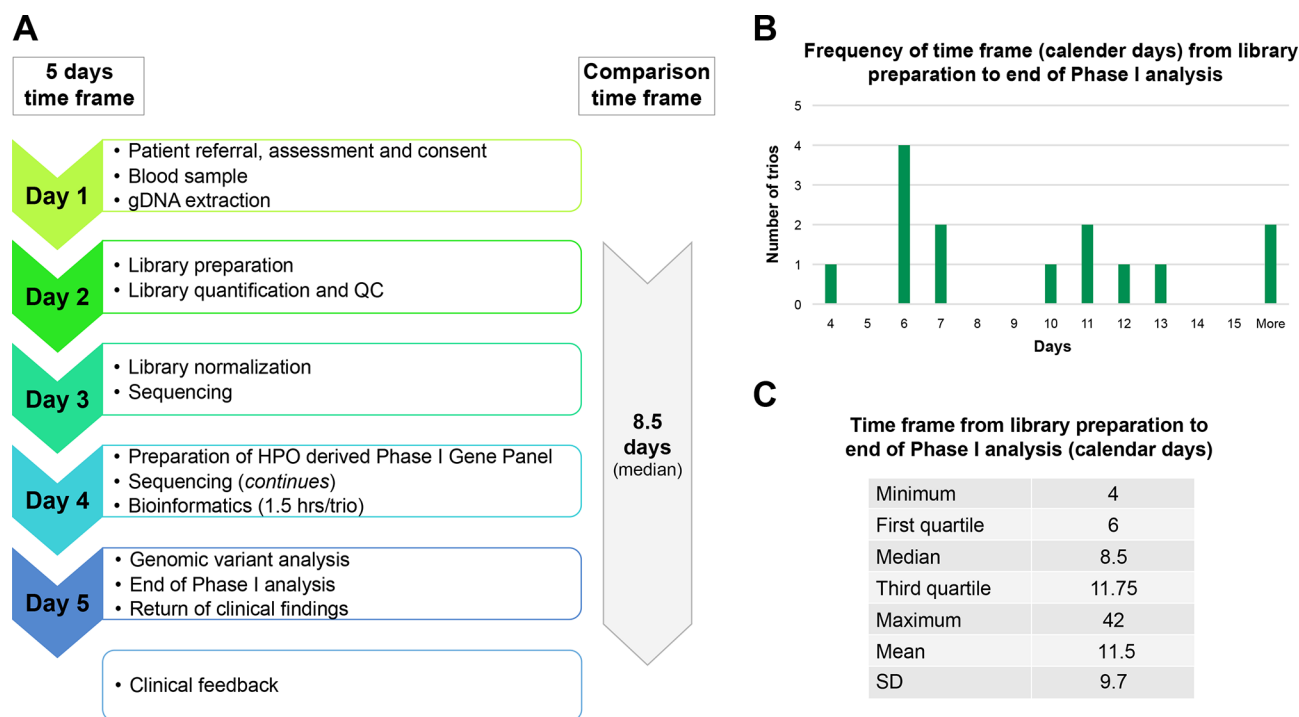 A
5 days
time frame
Comparison
time frame
Day 1
• Patient referral, assessment and consent
• Blood sample
• gDNA extraction
Day 2
• Library preparation
• Library quantification and QC
Day 3
• Library normalization
• Sequencing
Day 4
• Preparation of HPO derived Phase I Gene Panel
• Sequencing (continues)
• Bioinformatics (1.5 hrs/trio)
Day 5
• Genomic variant analysis
• End of Phase I analysis
• Return of clinical findings
• Clinical feedback
8.5
days
(median)
B
Frequency of time frame (calender days) from library
preparation to end of Phase I analysis
Number of trios
5
4
3
2
1
0
4 5 6 7 8 9 10 11 12 13 14 15 More
Days
C
Time frame from library preparation to
end of Phase I analysis (calendar days)
Minimum 4
First quartile 6
Median 8.5
Third quartile 11.75
Maximum 42
Mean 11.5
SD 9.7